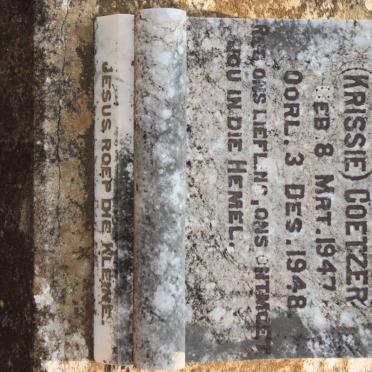 (KRISSIE) COETZER
GEB 8 MRT. 1947
OORL. 3 DES. 1948
ONS LIEFLING, ONS ONTMOET
JOU IN DIE HEMEL.
JESUS ROEP DIE KLEINE.